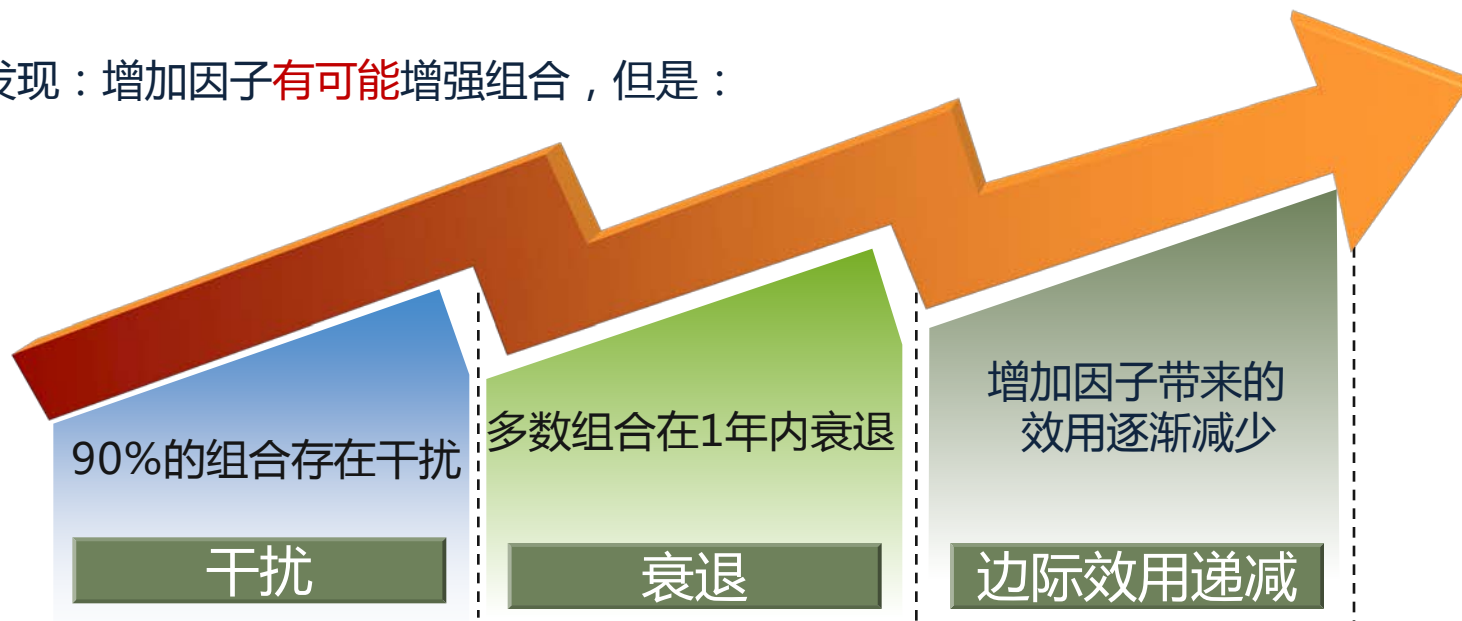 发现：增加因子有可能增强组合，但是：
90%的组合存在干扰
多数组合在1年内衰退
增加因子带来的
效用逐渐减少
干扰
衰退
边际效用递减